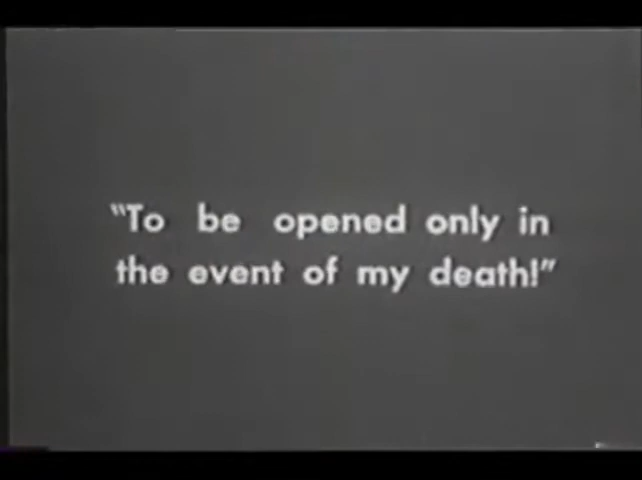 "To be opened only in
the event of my death!"